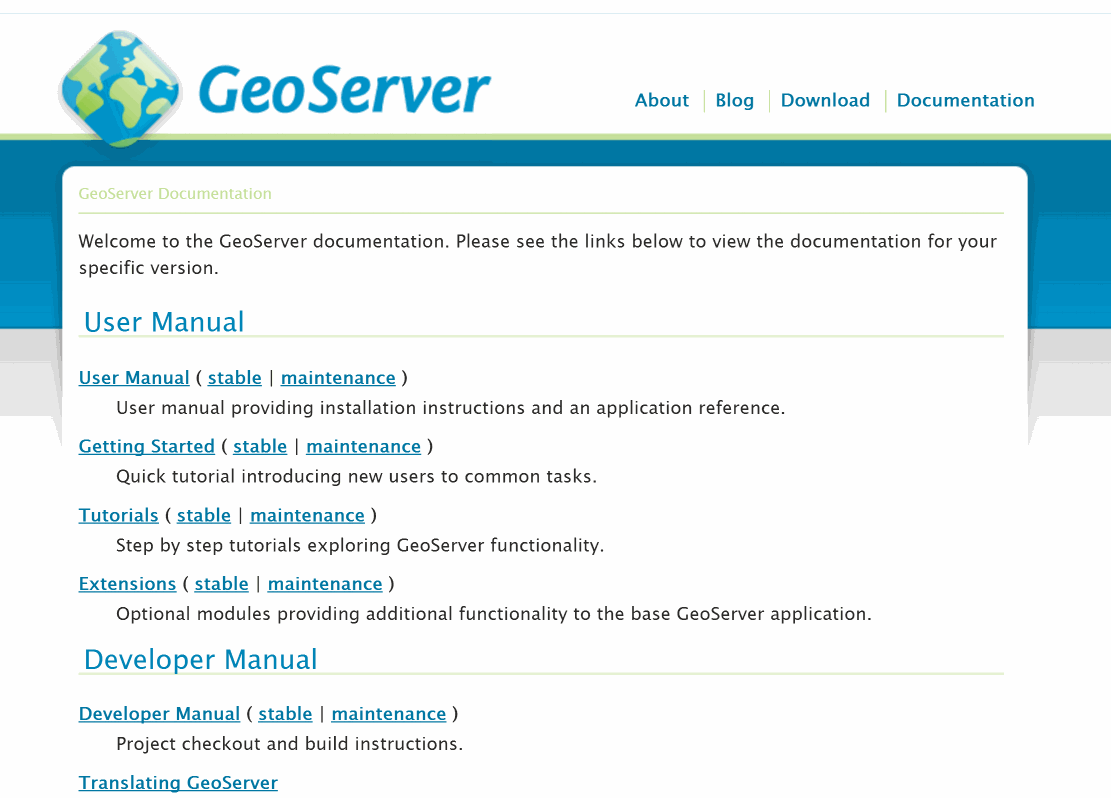 GeoServer
About | Blog | Download | Documentation
GeoServer Documentation
Welcome to the GeoServer documentation. Please see the links below to view the documentation for your
specific version.
User Manual
User Manual ( stable | maintenance )
User manual providing installation instructions and an application reference.
Getting Started ( stable | maintenance )
Quick tutorial introducing new users to common tasks.
Tutorials ( stable | maintenance )
Step by step tutorials exploring GeoServer functionality.
Extensions ( stable | maintenance )
Optional modules providing additional functionality to the base GeoServer application.
Developer Manual
Developer Manual ( stable | maintenance )
Project checkout and build instructions.
Translating GeoServer